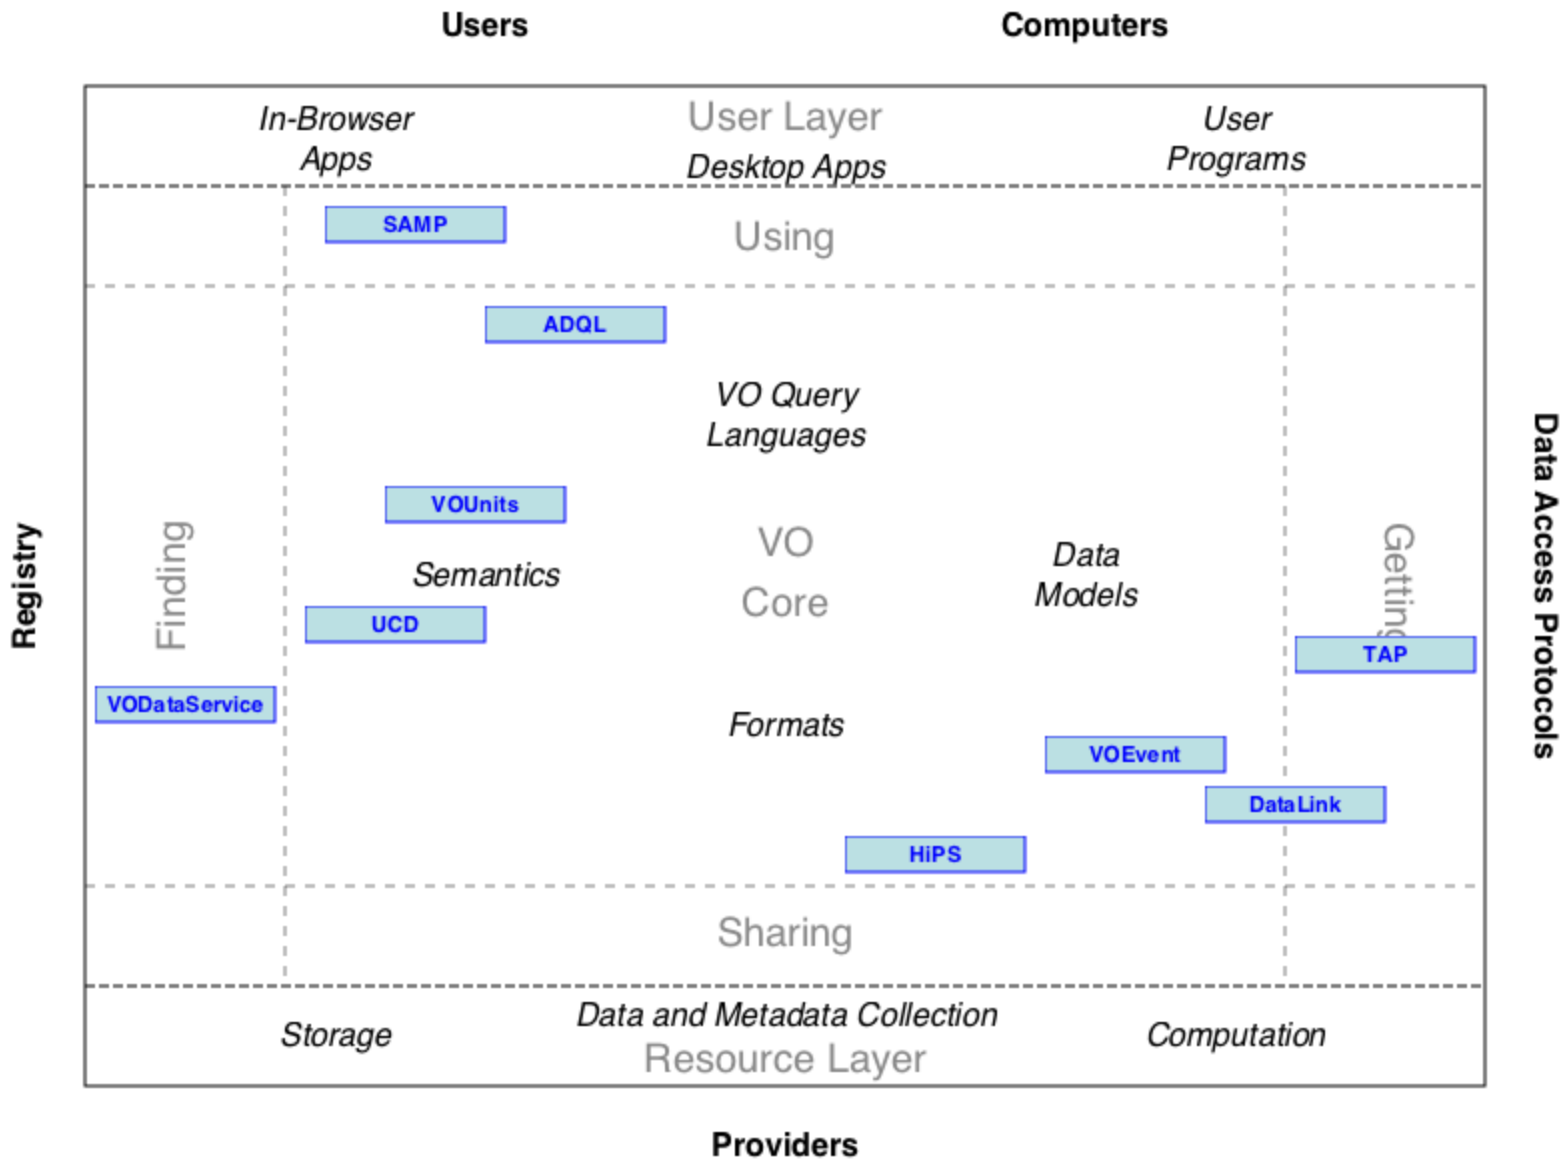 Users
Computers
In-Browser
Apps
User Layer
Desktop Apps
User
Programs
SAMP
Using
ADQL
VO Query
Languages
VOUnits
Semantics
VO
Core
Data
Models
Registry
Finding
Getting
Data Access Protocols
UCD
TAP
VODataService
Formats
VOEvent
DataLink
HiPS
Sharing
Storage
Data and Metadata Collection
Resource Layer
Computation
Providers